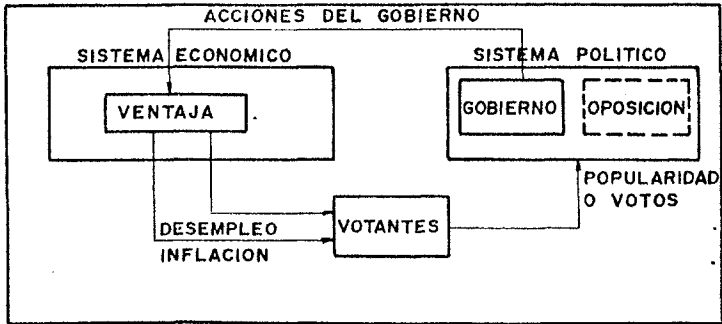 ACCIONES DEL GOBIERNO
SISTEMA ECONOMICO
SISTEMA POLITICO
VENTAJA
GOBIERNO
OPOSICION
DESEMPLEO
INFLACION
VOTANTES
POPULARIDAD
O VOTOS